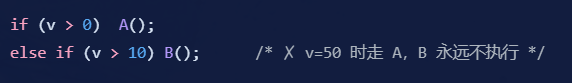 if (v > 0)  A();
else if (v > 10) B();      /* ✗ v=50 时走 A，B 永远不执行 */